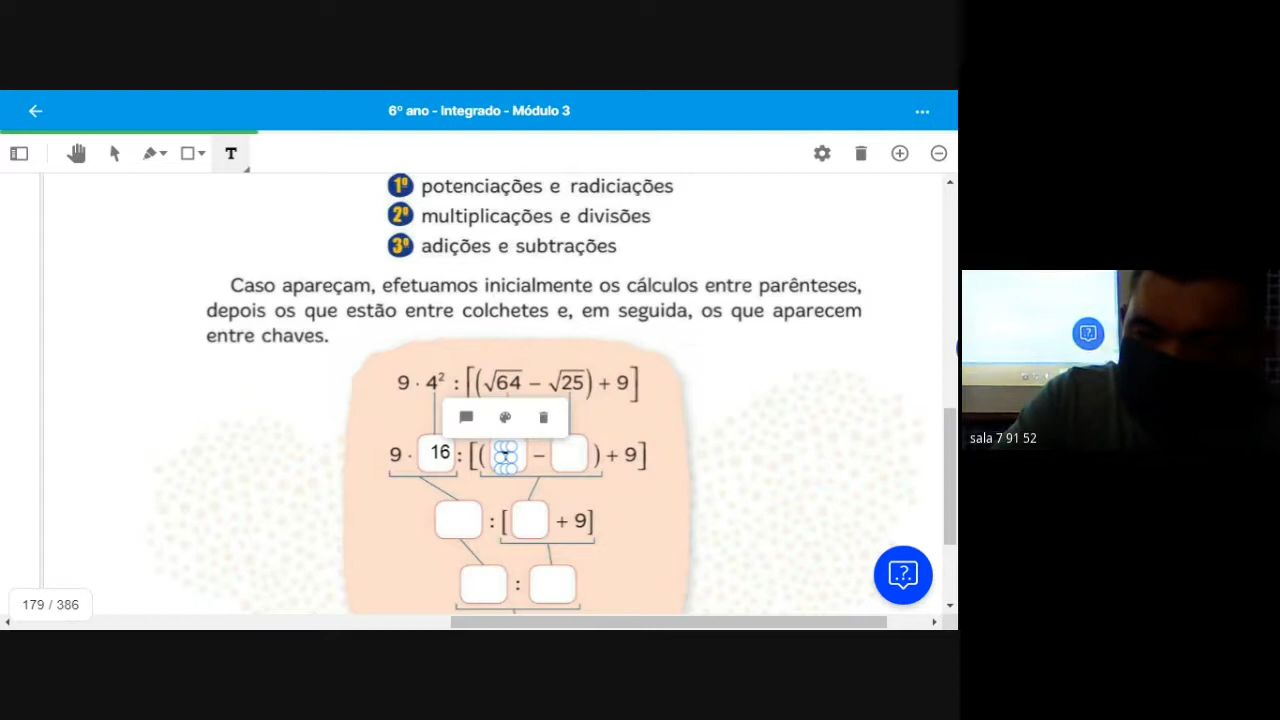 6º ano - Integrado - Módulo 3
T
1º potenciações e radiciações
2º multiplicações e divisões
3º adições e subtrações
Caso apareçam, efetuamos inicialmente os cálculos entre parênteses,
depois os que estão entre colchetes e, em seguida, os que aparecem
entre chaves.
9 · 4² : [(√64 − √25) + 9]
9 · 16 : [( − ) + 9]
: [ + 9]
:
179 / 386
sala 7 91 52